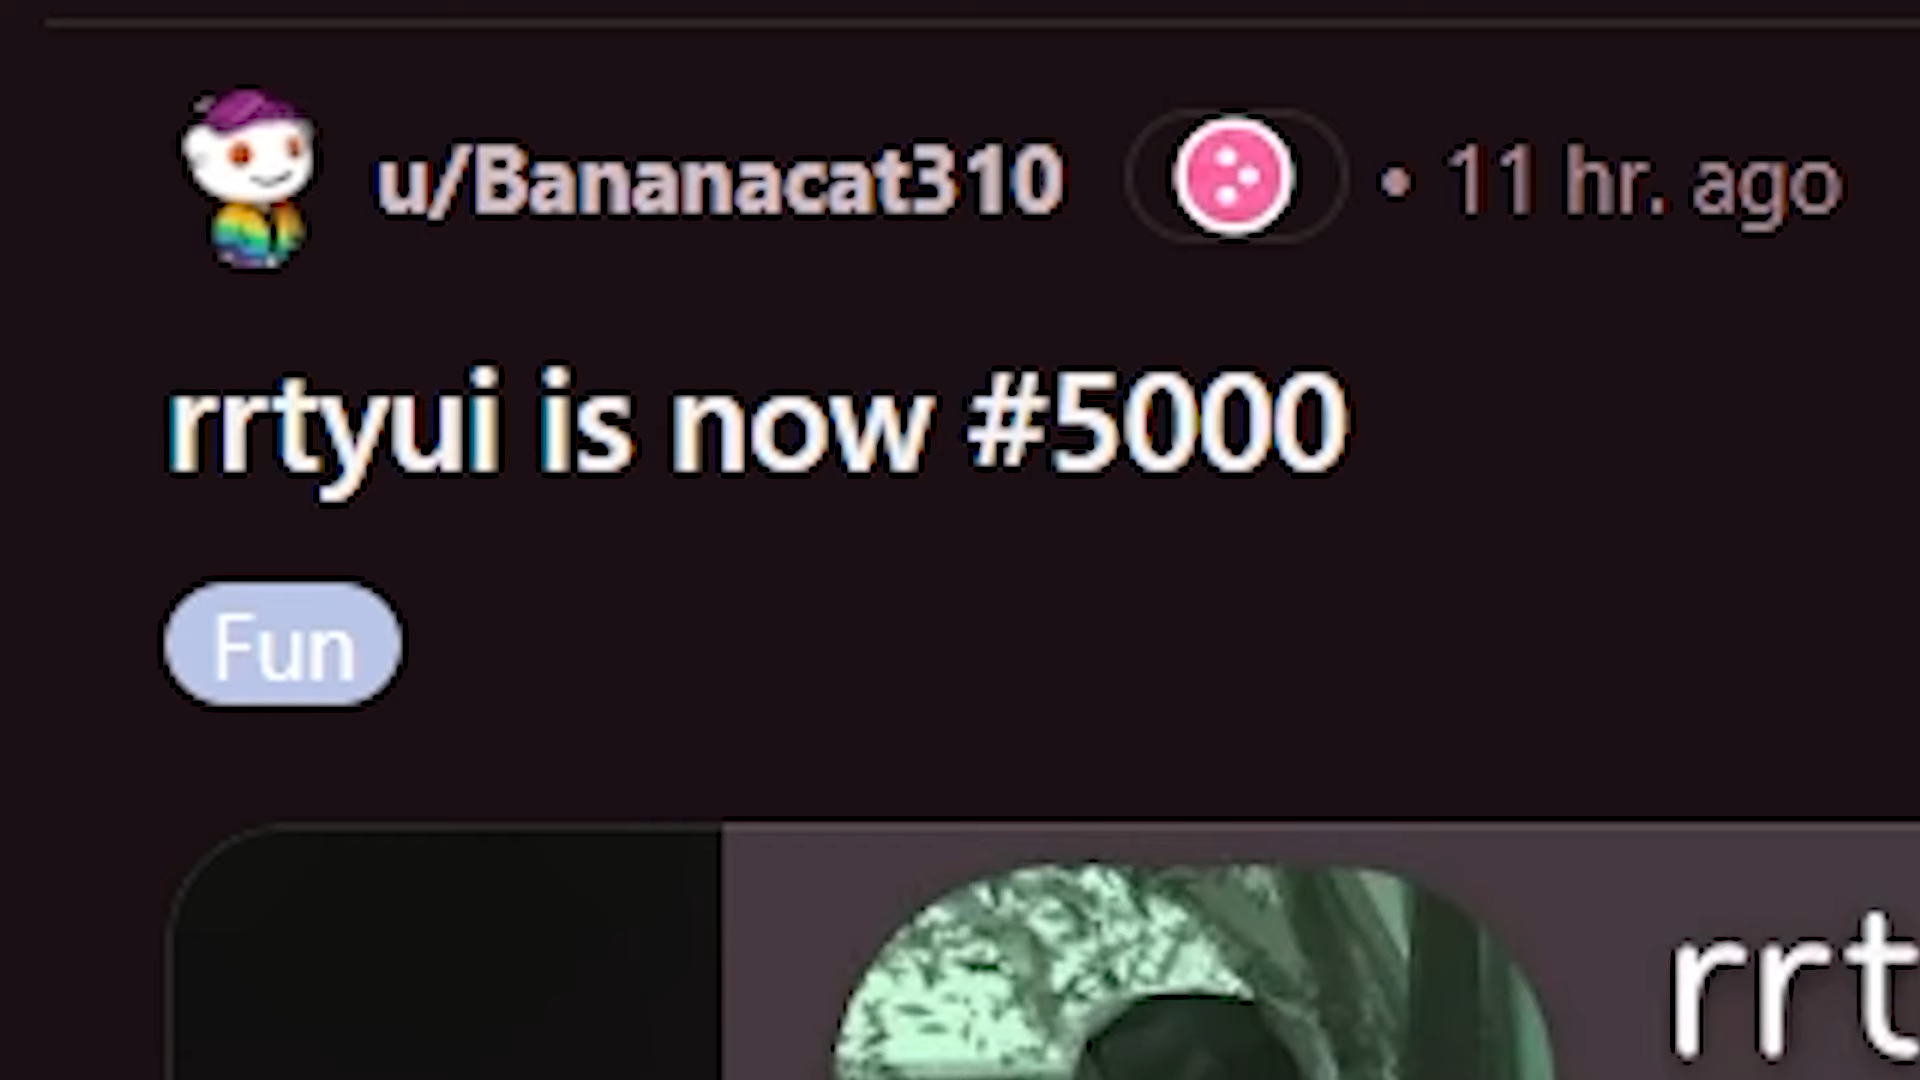 u/Bananacat310 • 11 hr. ago
rrtyui is now #5000
Fun
rrt